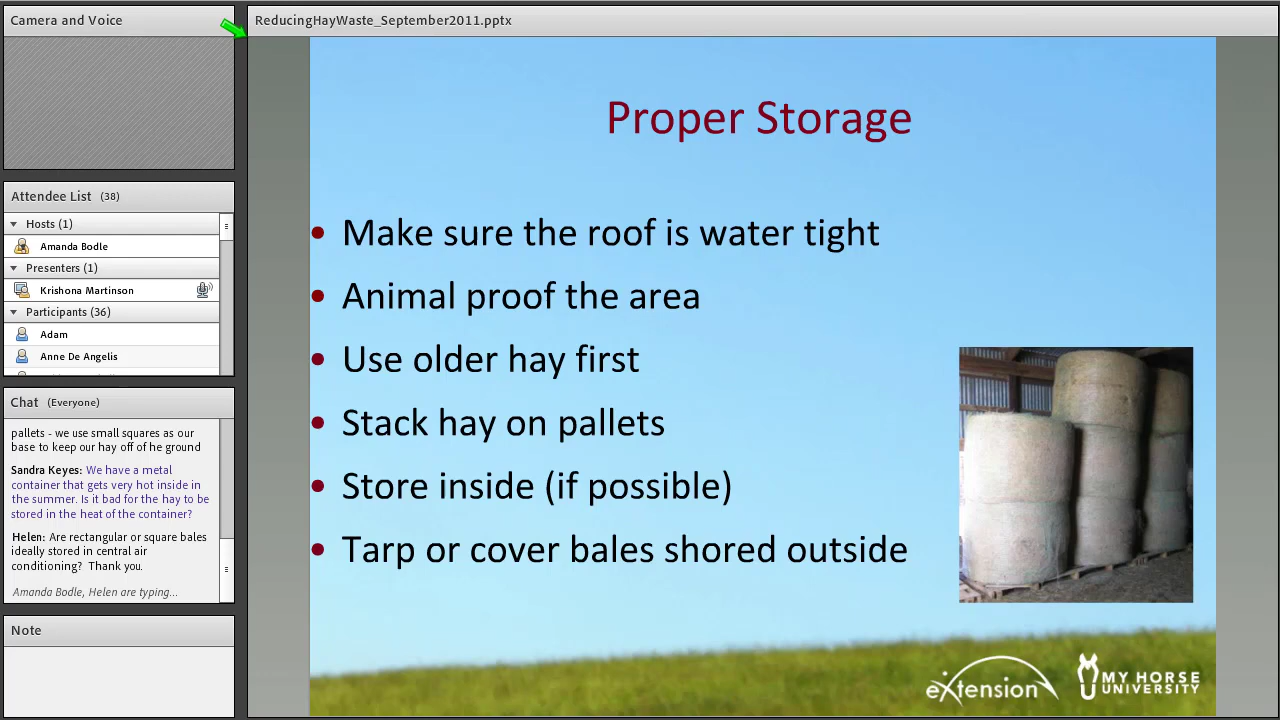 Camera and Voice
Attendee List (38)
Hosts (1)
Amanda Bodle
Presenters (1)
Krishona Martinson
Participants (36)
Adam
Anne De Angelis
Chat (Everyone)
pallets - we use small squares as our
base to keep our hay off of he ground
Sandra Keyes: We have a metal
container that gets very hot inside in
the summer. Is it bad for the hay to be
stored in the heat of the container?
Helen: Are rectangular or square bales
ideally stored in central air
conditioning? Thank you.
Amanda Bodle, Helen are typing...
Note
ReducingHayWaste_September2011.pptx
Proper Storage
• Make sure the roof is water tight
• Animal proof the area
• Use older hay first
• Stack hay on pallets
• Store inside (if possible)
• Tarp or cover bales shored outside
eXtension
MY HORSE
UNIVERSITY